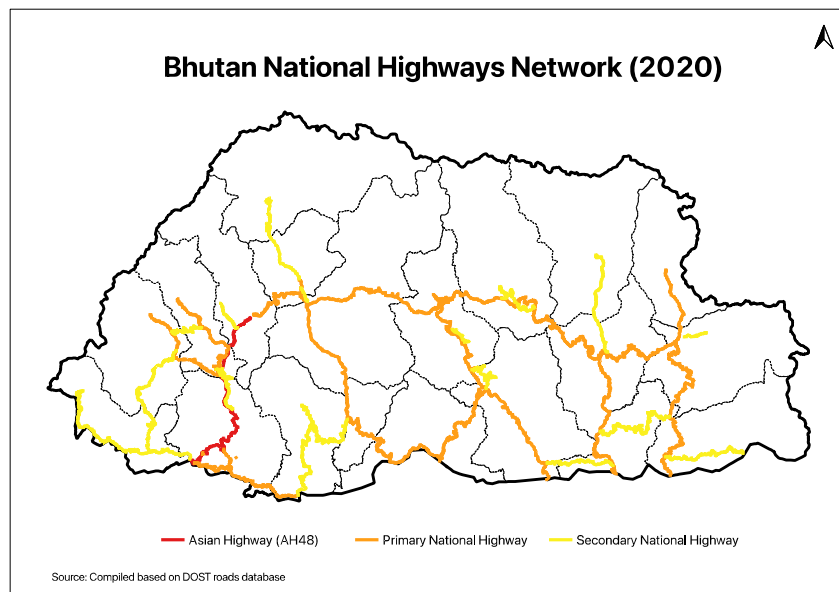 Bhutan National Highways Network (2020)
Asian Highway (AH48)
Primary National Highway
Secondary National Highway
Source: Compiled based on DOST roads database